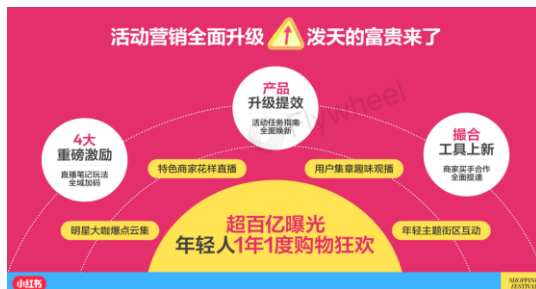 活动营销全面升级 泼天的富贵来了
产品
升级提效
活动任务指南
全面焕新
4大
重磅激励
直播笔记玩法
全域加码
撮合
工具上新
商家买手合作
全面提速
特色商家花样直播
用户集章趣味观播
明星大咖爆点云集
年轻主题街区互动
超百亿曝光
年轻人1年1度购物狂欢
Flywheel
小红书
SHOPPING
FESTIVAL